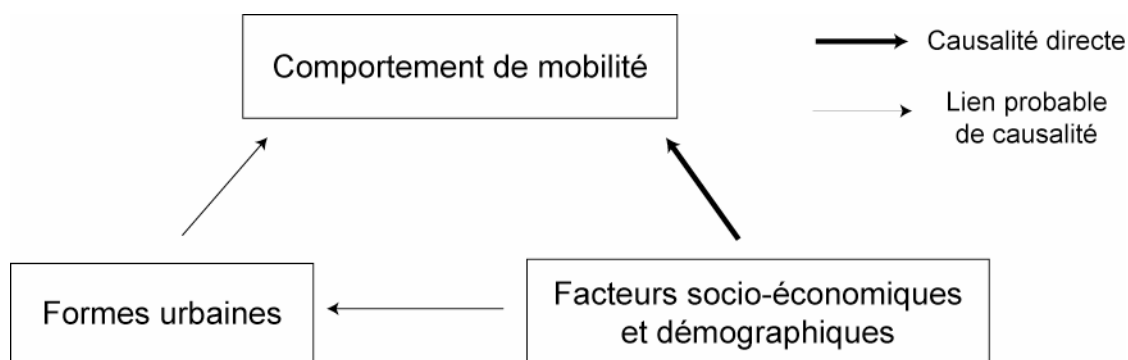 Comportement de mobilité
Causalité directe
Lien probable
de causalité
Formes urbaines
Facteurs socio-économiques
et démographiques